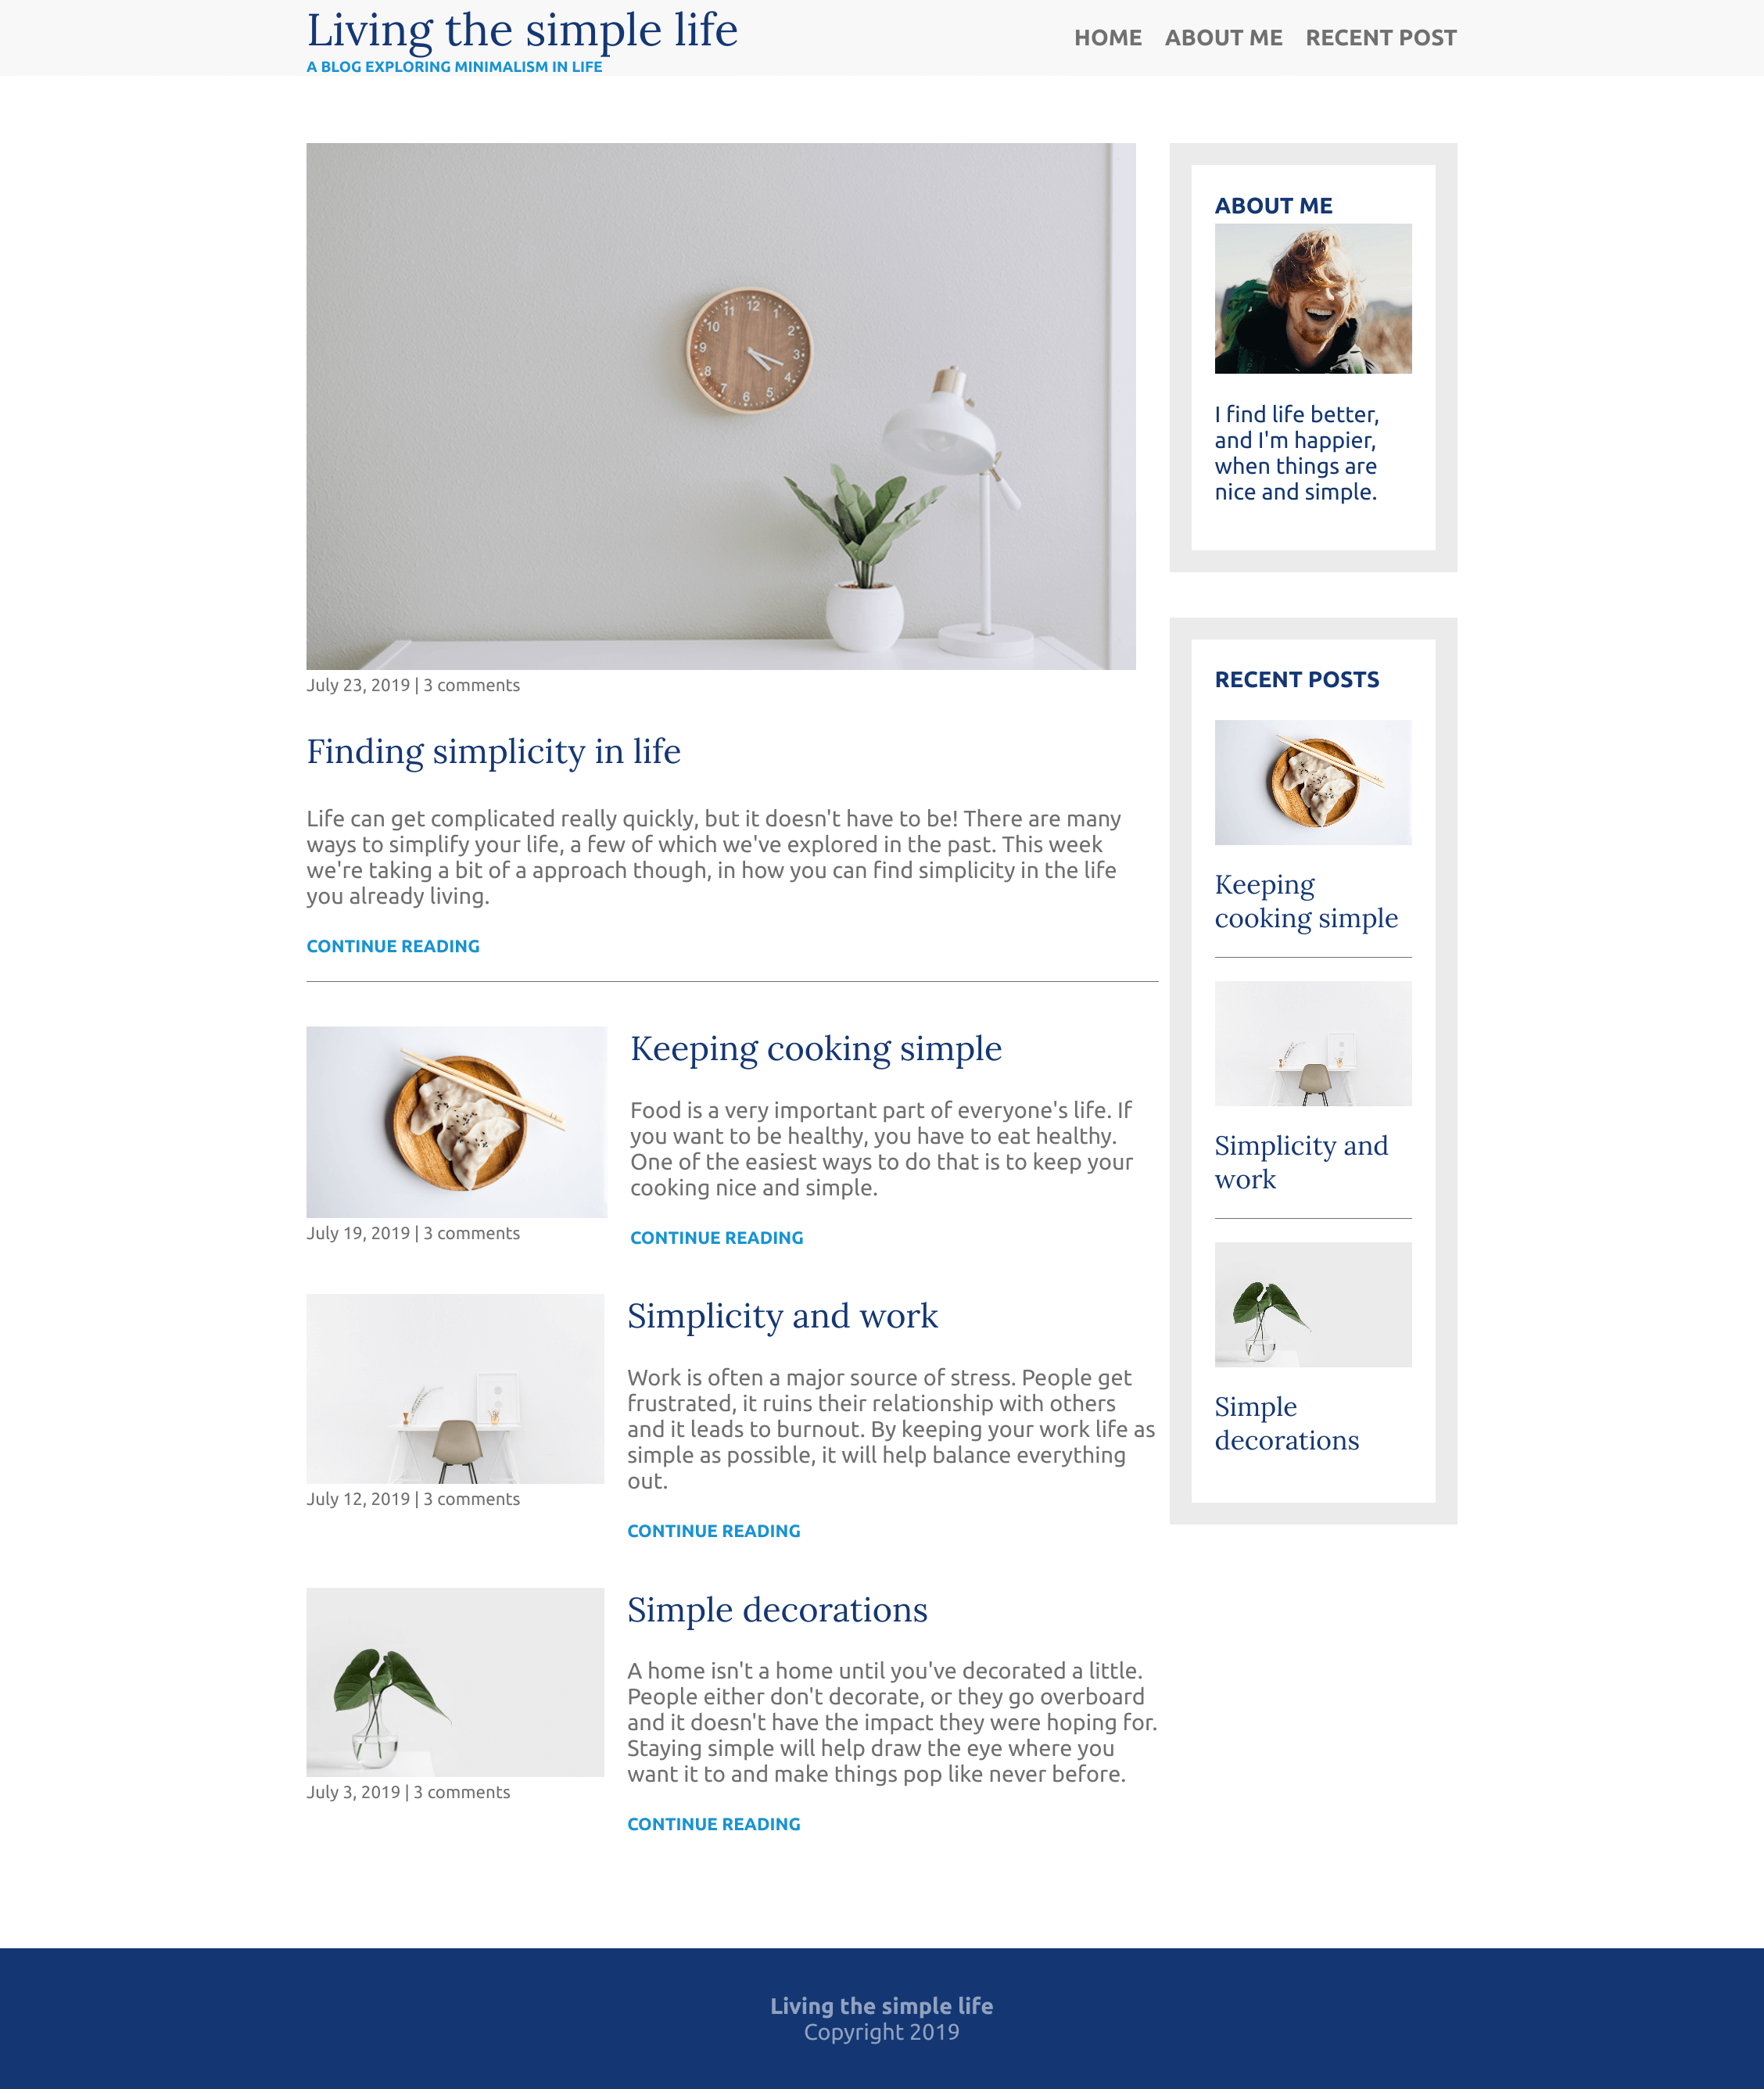 Living the simple life
A BLOG EXPLORING MINIMALISM IN LIFE
HOME ABOUT ME RECENT POST
12
1
2
3
4
5
6
7
8
9
10
11
July 23, 2019 | 3 comments
Finding simplicity in life
Life can get complicated really quickly, but it doesn't have to be! There are many
ways to simplify your life, a few of which we've explored in the past. This week
we're taking a bit of a approach though, in how you can find simplicity in the life
you already living.
CONTINUE READING
Keeping cooking simple
Food is a very important part of everyone's life. If
you want to be healthy, you have to eat healthy.
One of the easiest ways to do that is to keep your
cooking nice and simple.
CONTINUE READING
July 19, 2019 | 3 comments
Simplicity and work
Work is often a major source of stress. People get
frustrated, it ruins their relationship with others
and it leads to burnout. By keeping your work life as
simple as possible, it will help balance everything
out.
CONTINUE READING
July 12, 2019 | 3 comments
Simple decorations
A home isn't a home until you've decorated a little.
People either don't decorate, or they go overboard
and it doesn't have the impact they were hoping for.
Staying simple will help draw the eye where you
want it to and make things pop like never before.
CONTINUE READING
July 3, 2019 | 3 comments
ABOUT ME
I find life better,
and I'm happier,
when things are
nice and simple.
RECENT POSTS
Keeping
cooking simple
Simplicity and
work
Simple
decorations
Living the simple life
Copyright 2019